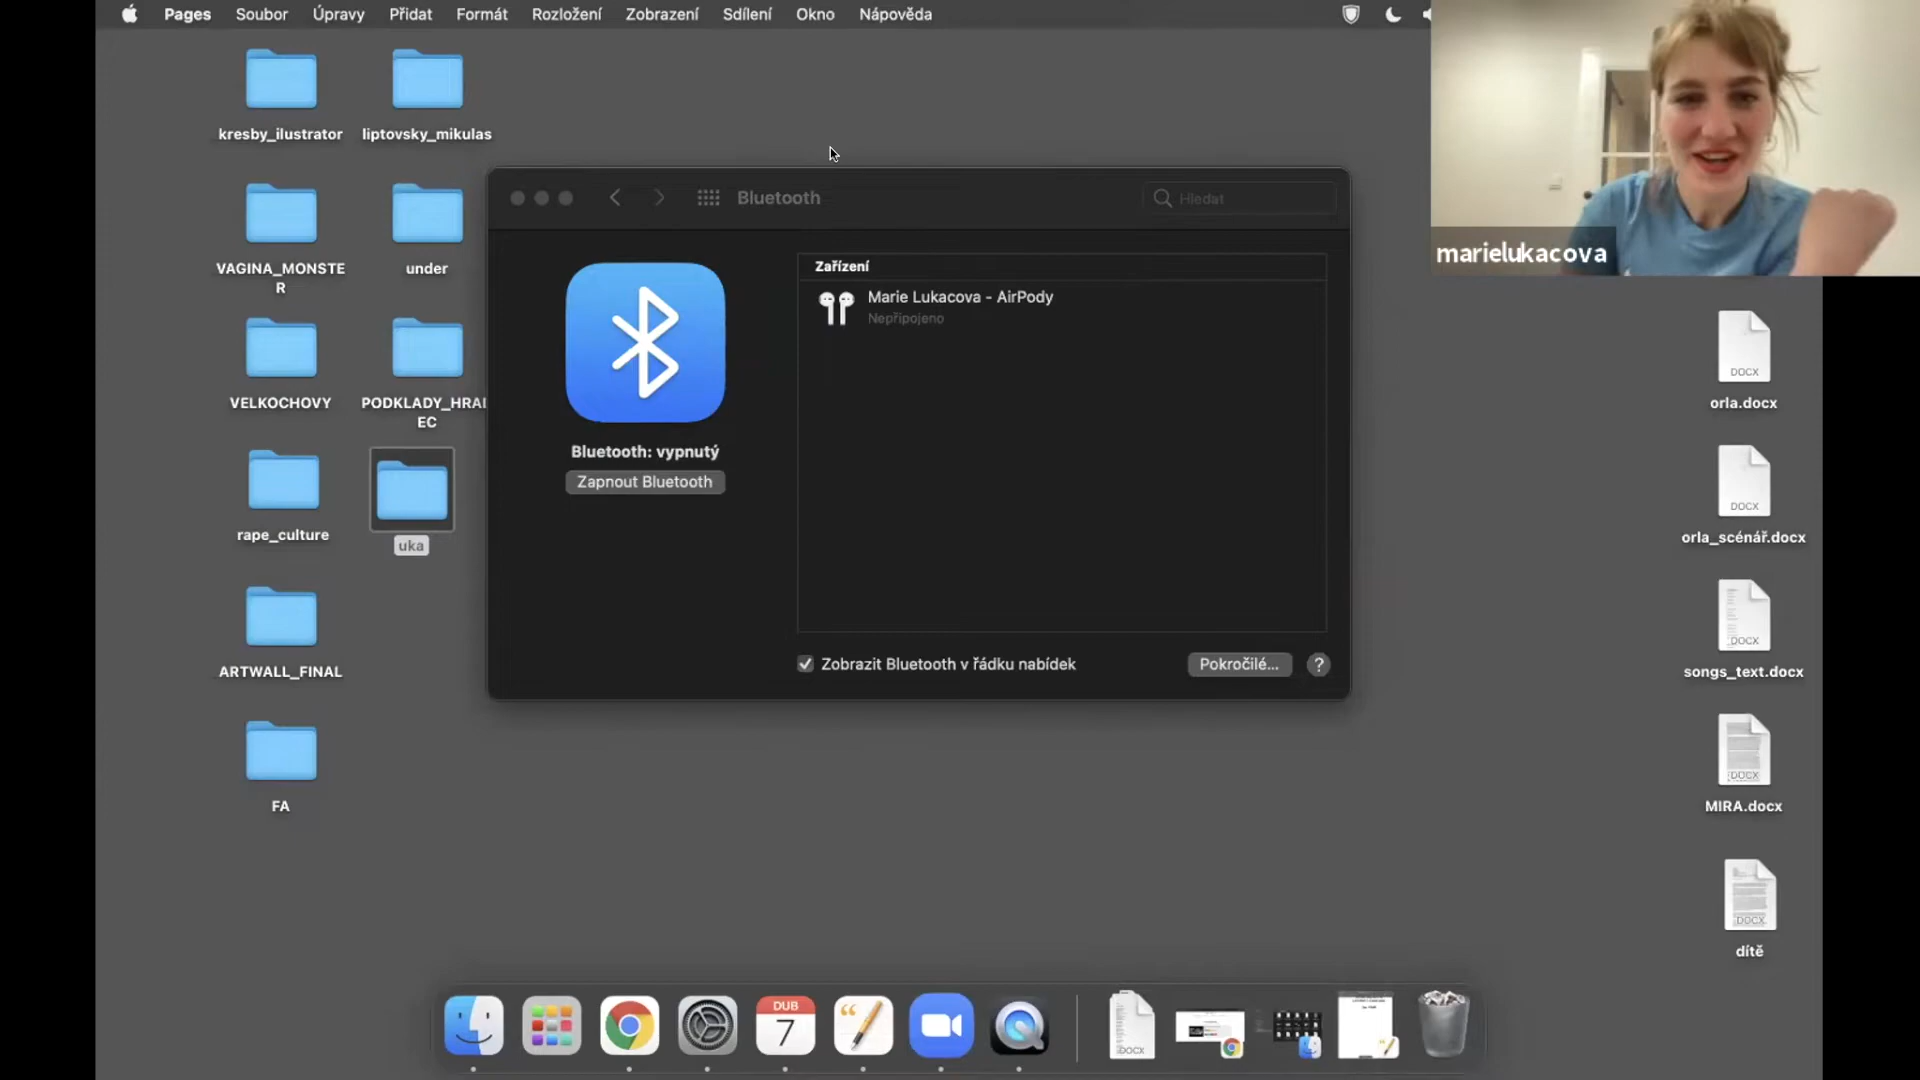 Pages Soubor Úpravy Přidat Formát Rozložení Zobrazení Sdílení Okno Nápověda
kresby_ilustrator
liptovsky_mikulas
VAGINA_MONSTE
R
under
VELKOCHOVY
PODKLADY_HRAD
EC
rape_culture
uka
ARTWALL_FINAL
FA
Bluetooth
Hledat
Bluetooth: vypnutý
Zapnout Bluetooth
Zařízení
Marie Lukacova - AirPody
Nepřipojeno
Zobrazit Bluetooth v řádku nabídek
Pokročilé...
?
marielukacova
DOCX
orla.docx
DOCX
orla_scénář.docx
DOCX
songs_text.docx
DOCX
MIRA.docx
DOCX
dítě
DUB
7
DOCX